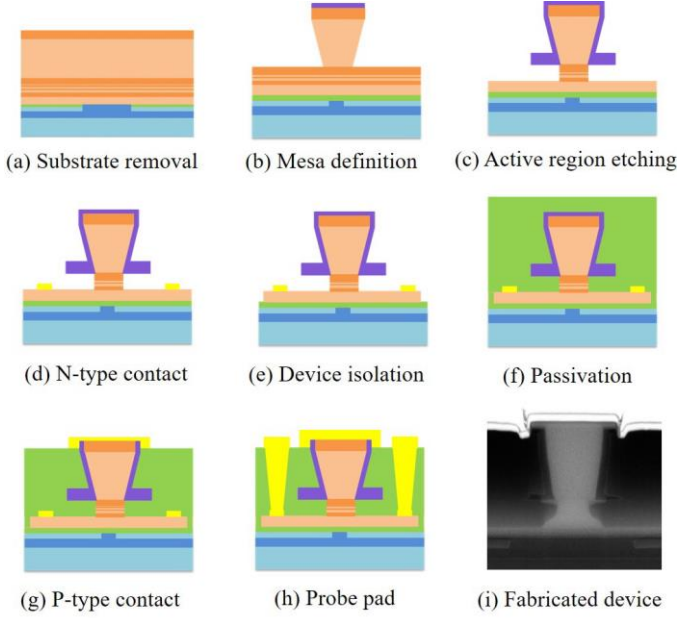 (a) Substrate removal
(b) Mesa definition
(c) Active region etching
(d) N-type contact
(e) Device isolation
(f) Passivation
(g) P-type contact
(h) Probe pad
(i) Fabricated device